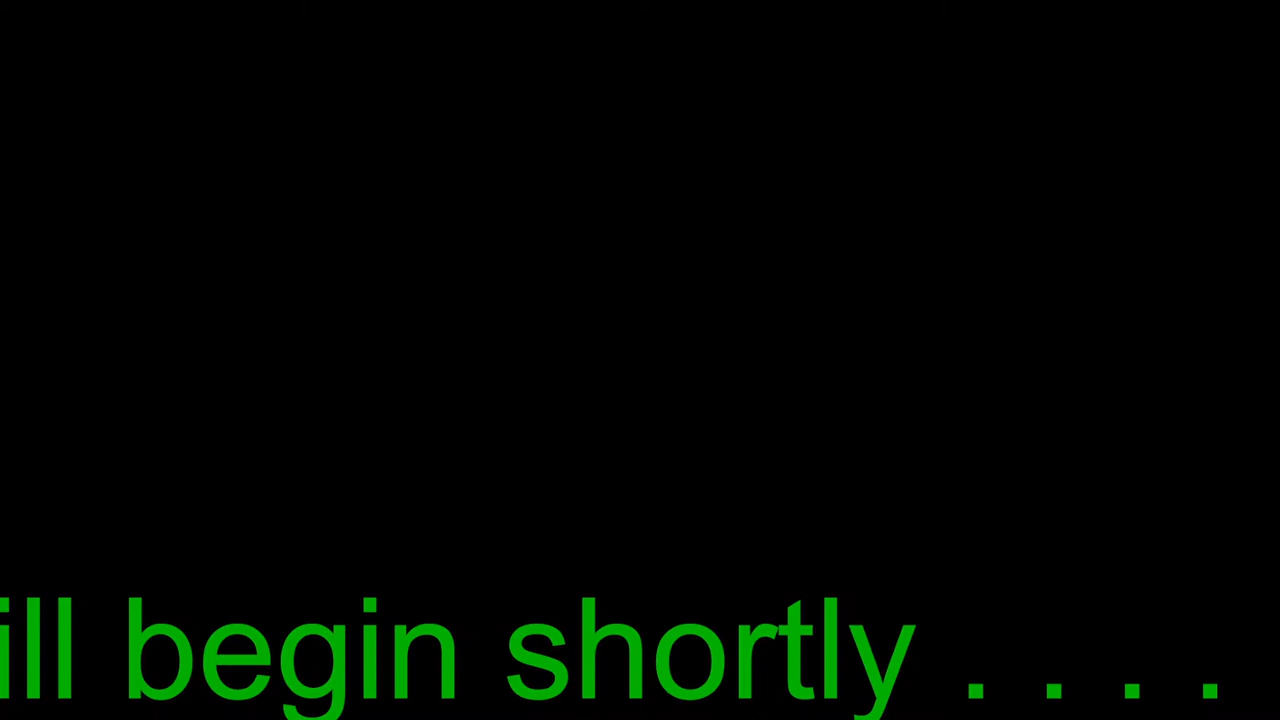 ill begin shortly . . . .